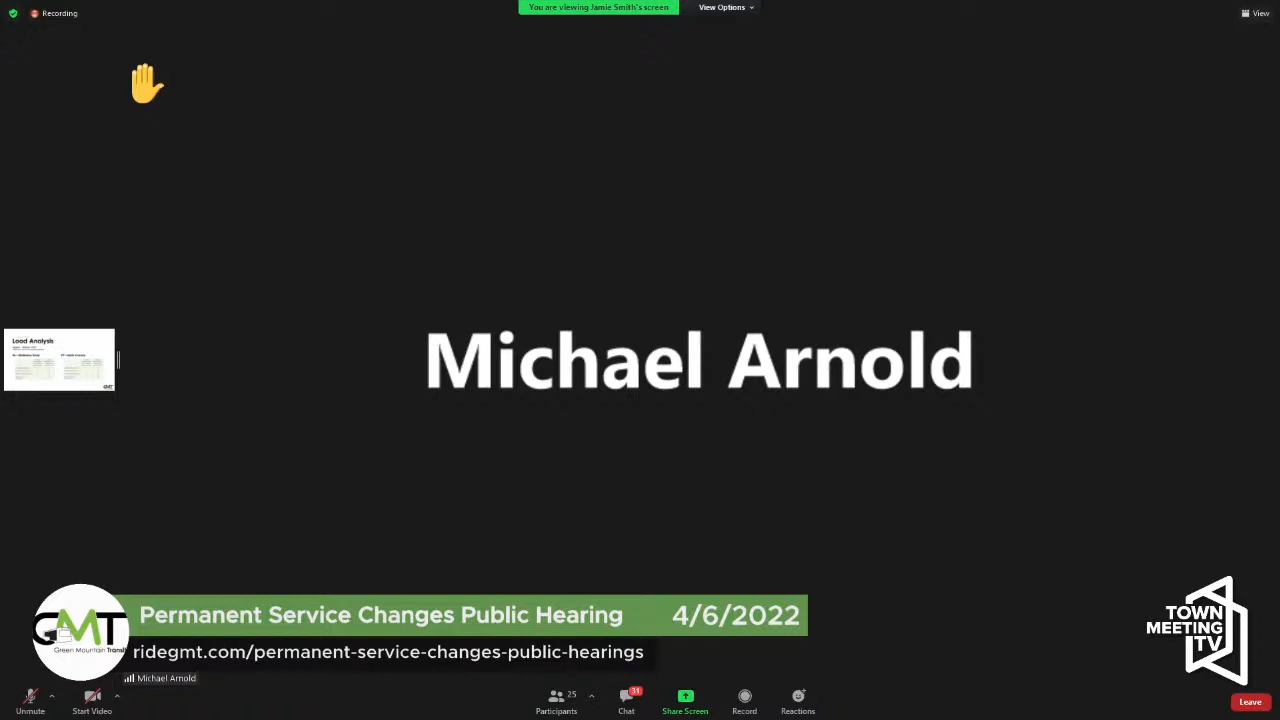 Recording
You are viewing Jamie Smith's screen
View Options
View
Load Analysis
Michael Arnold
GMT
Green Mountain Transit
Permanent Service Changes Public Hearing 4/6/2022
ridegmt.com/permanent-service-changes-public-hearings
TOWN
MEETING
TV
Michael Arnold
Unmute
Start Video
25
Participants
31
Chat
Share Screen
Record
Reactions
Leave